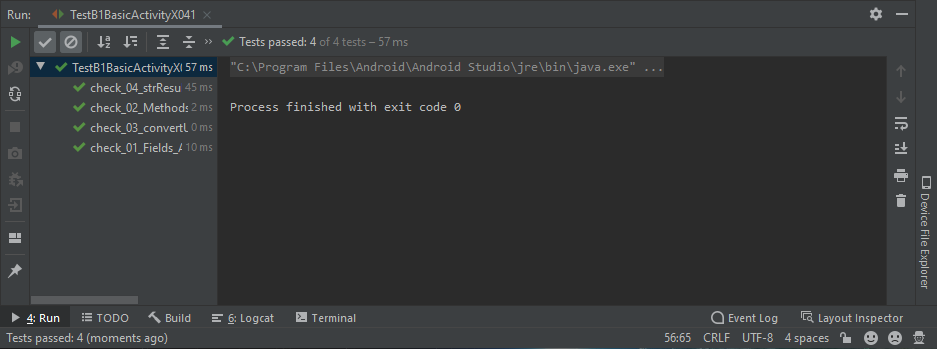 Run: TestB1BasicActivityX041
Tests passed: 4 of 4 tests – 57 ms
TestB1BasicActivityXI 57 ms
check_04_strResu 45 ms
check_02_Methods 2 ms
check_03_convertU 0 ms
check_01_Fields_A 10 ms
"C:\Program Files\Android\Android Studio\jre\bin\java.exe" ...
Process finished with exit code 0
Device File Explorer
4: Run TODO Build 6: Logcat Terminal Event Log Layout Inspector
Tests passed: 4 (moments ago) 56:65 CRLF UTF-8 4 spaces